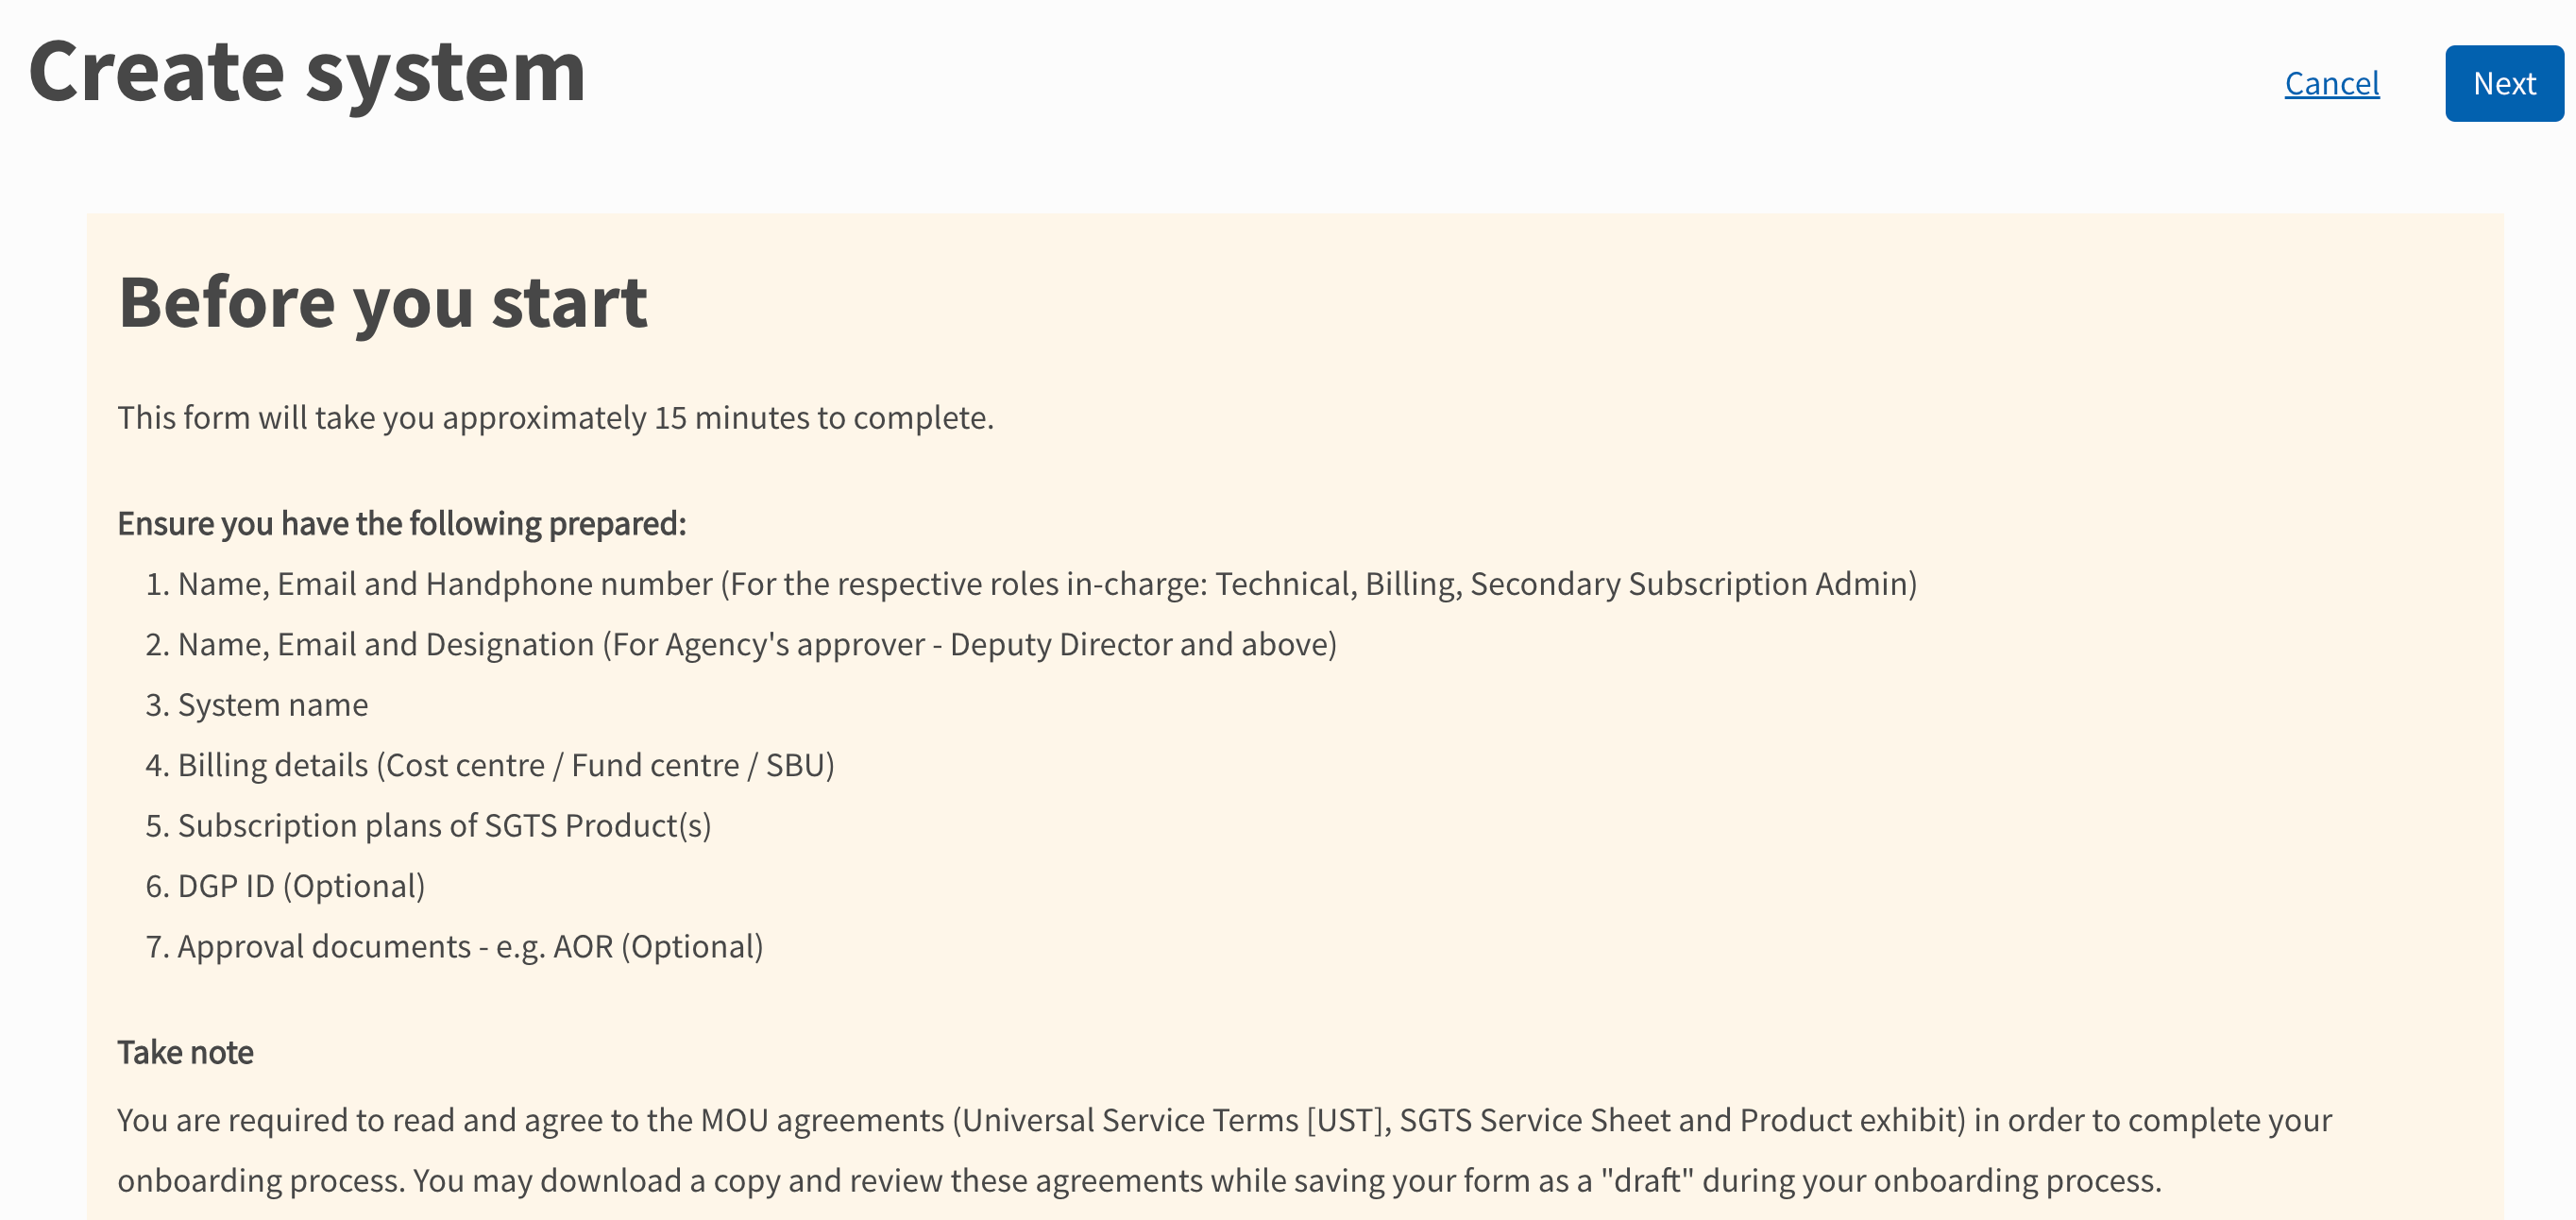 Create system
Cancel
Next
Before you start
This form will take you approximately 15 minutes to complete.
Ensure you have the following prepared:
1. Name, Email and Handphone number (For the respective roles in-charge: Technical, Billing, Secondary Subscription Admin)
2. Name, Email and Designation (For Agency's approver - Deputy Director and above)
3. System name
4. Billing details (Cost centre / Fund centre / SBU)
5. Subscription plans of SGTS Product(s)
6. DGP ID (Optional)
7. Approval documents - e.g. AOR (Optional)
Take note
You are required to read and agree to the MOU agreements (Universal Service Terms [UST], SGTS Service Sheet and Product exhibit) in order to complete your
onboarding process. You may download a copy and review these agreements while saving your form as a "draft" during your onboarding process.